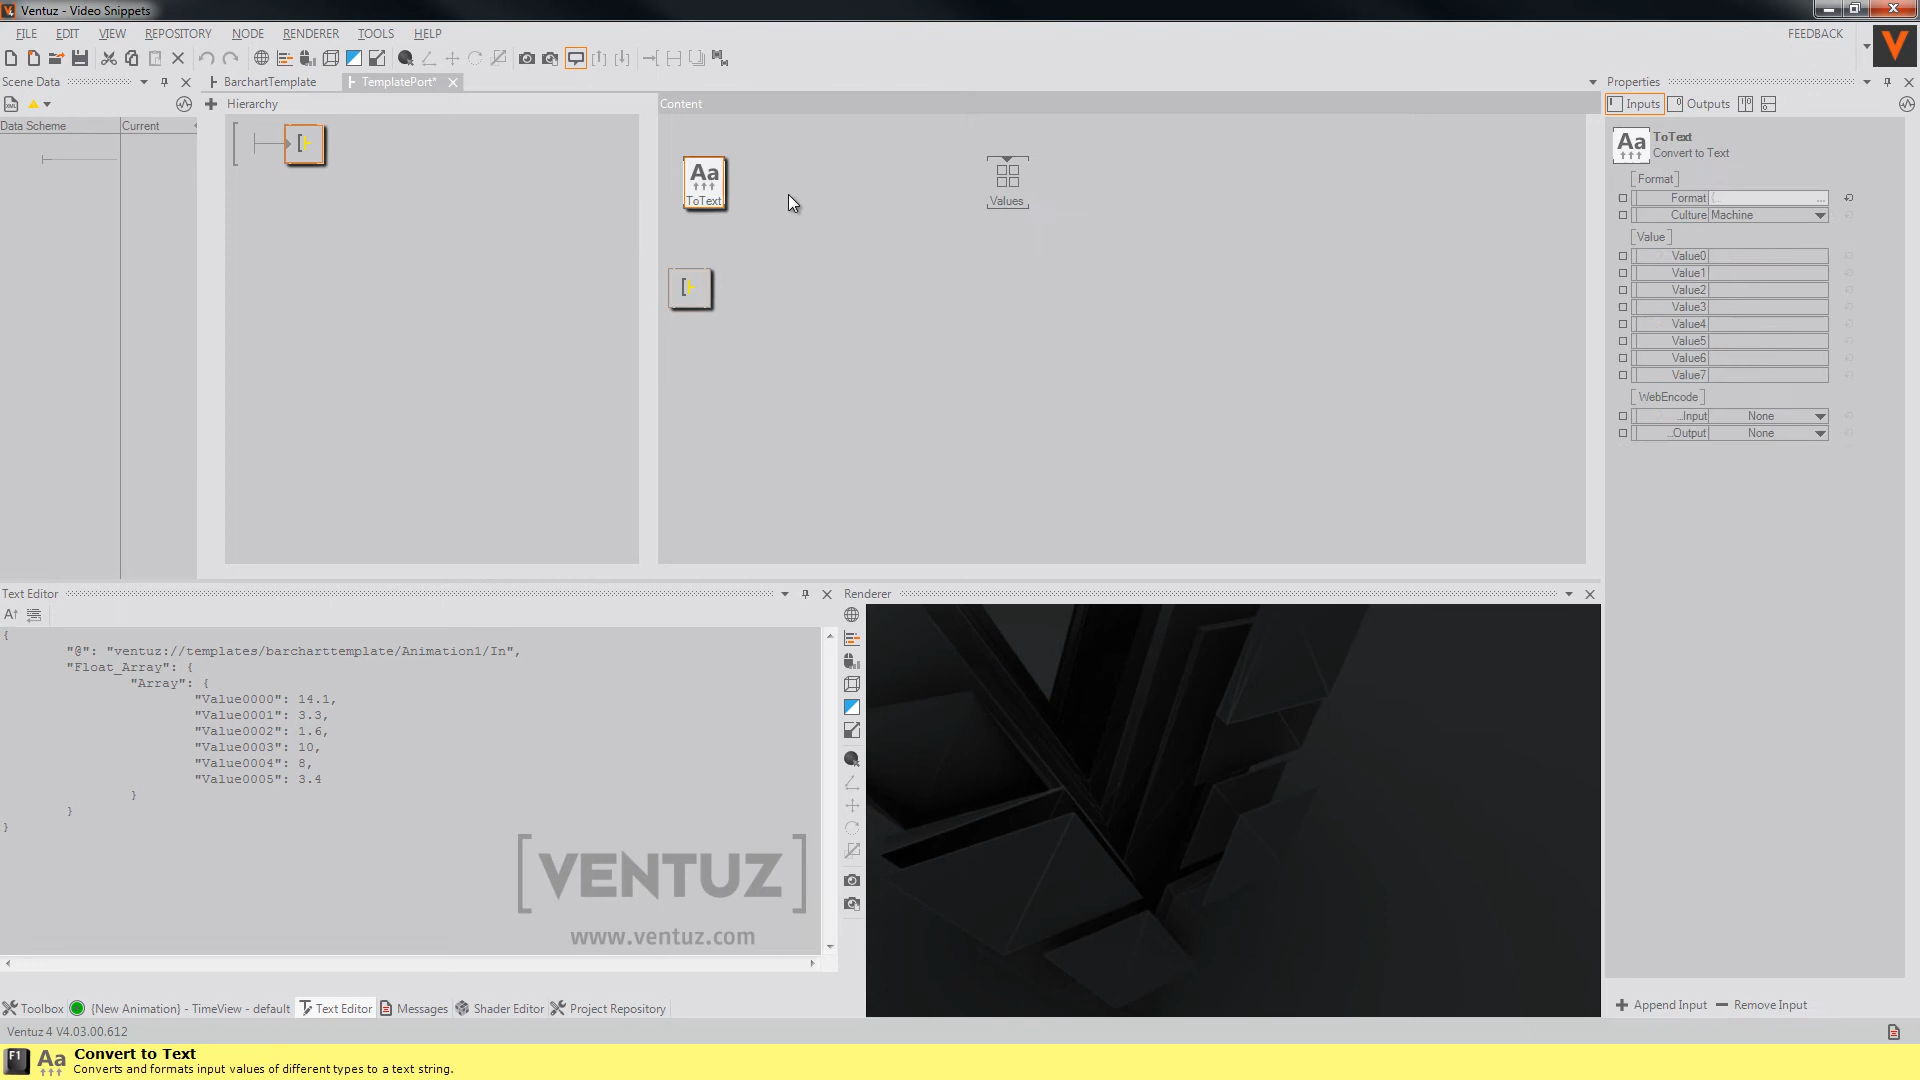 Ventuz - Video Snippets
FILE EDIT VIEW REPOSITORY NODE RENDERER TOOLS HELP
FEEDBACK
Scene Data
BarchartTemplate
TemplatePort*
Properties
Hierarchy
Content
Inputs
Outputs
Data Scheme
Current
Aa
ToText
Values
Aa
ToText
Convert to Text
Format
Format {.. ...
Culture Machine
Value
Value0
Value1
Value2
Value3
Value4
Value5
Value6
Value7
WebEncode
..Input None
..Output None
Append Input
Remove Input
Text Editor
Renderer
{
"@": "ventuz://templates/barcharttemplate/Animation1/In",
"Float_Array": {
"Array": {
"Value0000": 14.1,
"Value0001": 3.3,
"Value0002": 1.6,
"Value0003": 10,
"Value0004": 8,
"Value0005": 3.4
}
}
}
[VENTUZ]
www.ventuz.com
Toolbox
{New Animation} - TimeView - default
Text Editor
Messages
Shader Editor
Project Repository
Ventuz 4 V4.03.00.612
F1
Aa
Convert to Text
Converts and formats input values of different types to a text string.